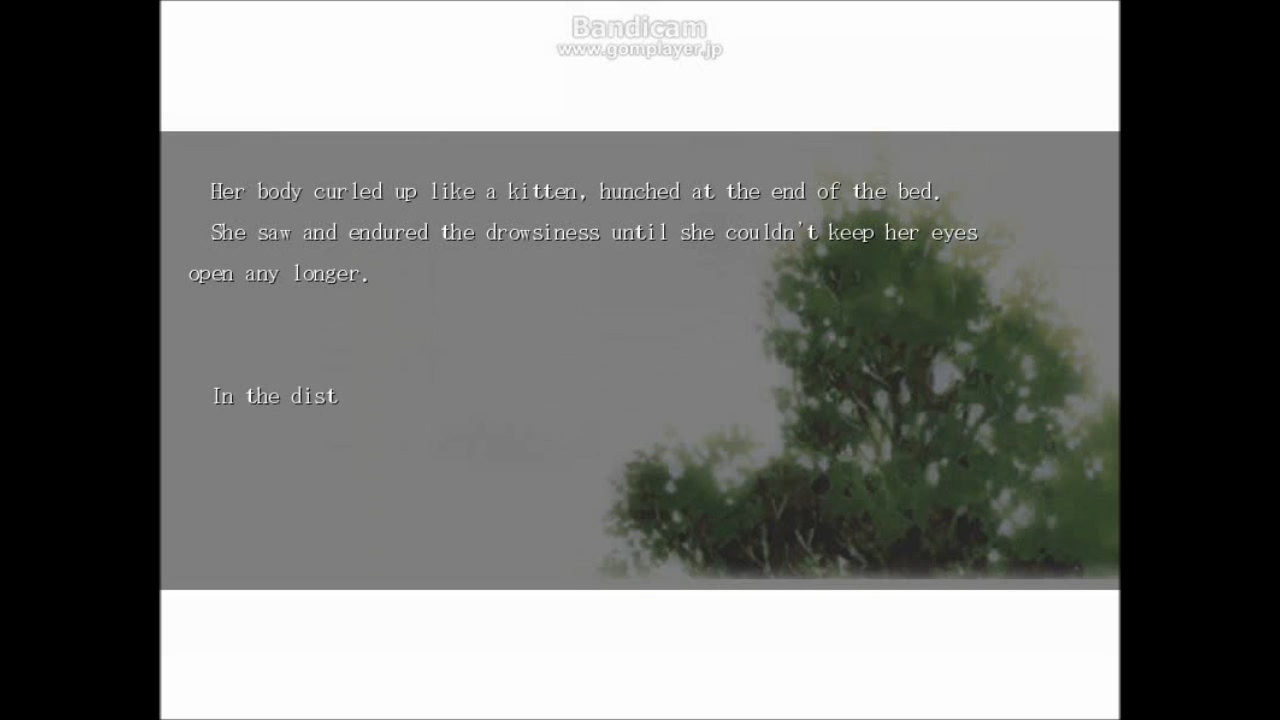 Bandicam
www.gomplayer.jp
Her body curled up like a kitten, hunched at the end of the bed.
She saw and endured the drowsiness until she couldn't keep her eyes
open any longer.
In the dist